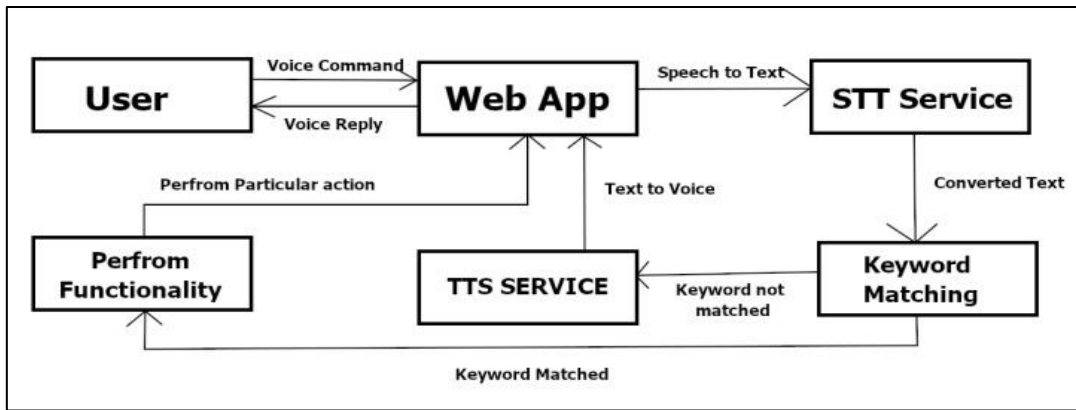 Voice Command
User
Web App
Speech to Text
STT Service
Voice Reply
Perfrom Particular action
Text to Voice
Converted Text
Perfrom
Functionality
TTS SERVICE
Keyword
Matching
Keyword not
matched
Keyword Matched